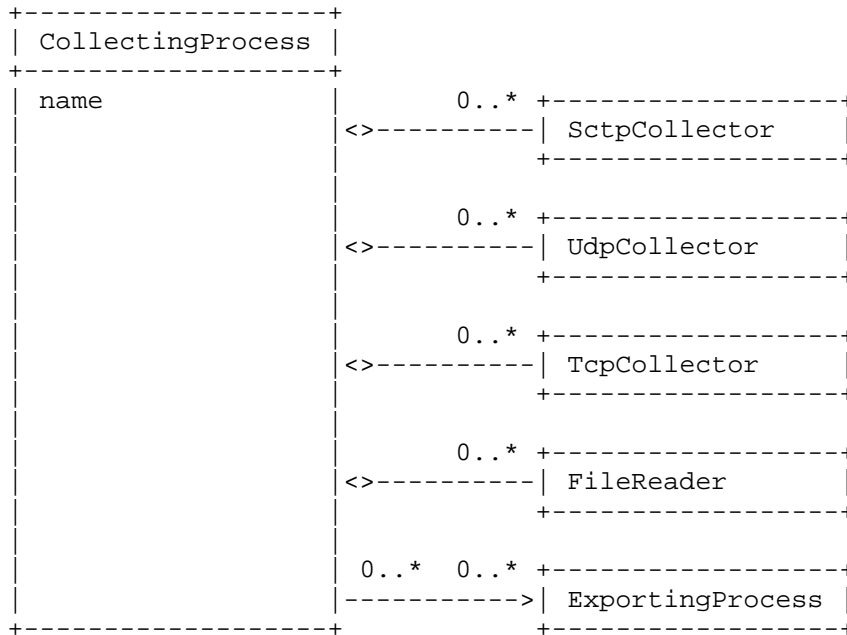 +-------------------+
| CollectingProcess |
+-------------------+
| name              |       0..* +------------------+
|                   |<>----------| SctpCollector    |
|                   |            +------------------+
|                   |
|                   |       0..* +------------------+
|                   |<>----------| UdpCollector     |
|                   |            +------------------+
|                   |
|                   |       0..* +------------------+
|                   |<>----------| TcpCollector     |
|                   |            +------------------+
|                   |
|                   |       0..* +------------------+
|                   |<>----------| FileReader       |
|                   |            +------------------+
|                   |
|                   | 0..*  0..* +------------------+
|                   |----------->| ExportingProcess |
+-------------------+            +------------------+